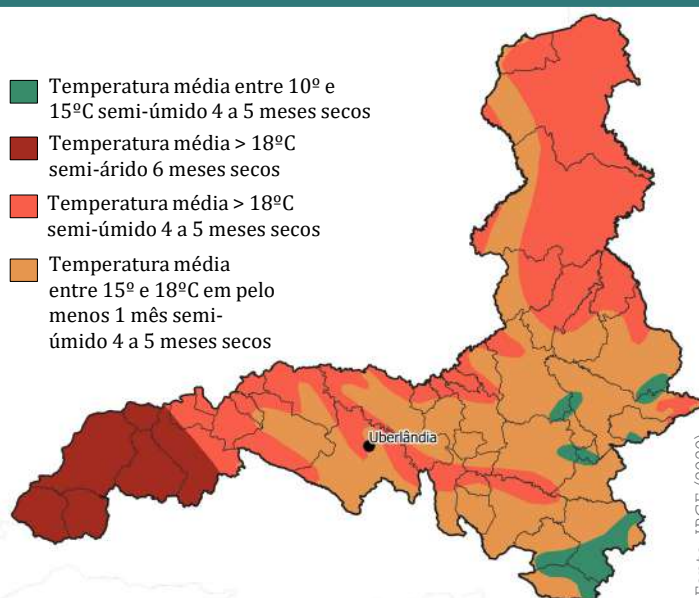 Temperatura média entre 10º e
15ºC semi-úmido 4 a 5 meses secos
Temperatura média > 18ºC
semi-árido 6 meses secos
Temperatura média > 18ºC
semi-úmido 4 a 5 meses secos
Temperatura média
entre 15º e 18ºC em pelo
menos 1 mês semi-
úmido 4 a 5 meses secos
Uberlândia
IBGE